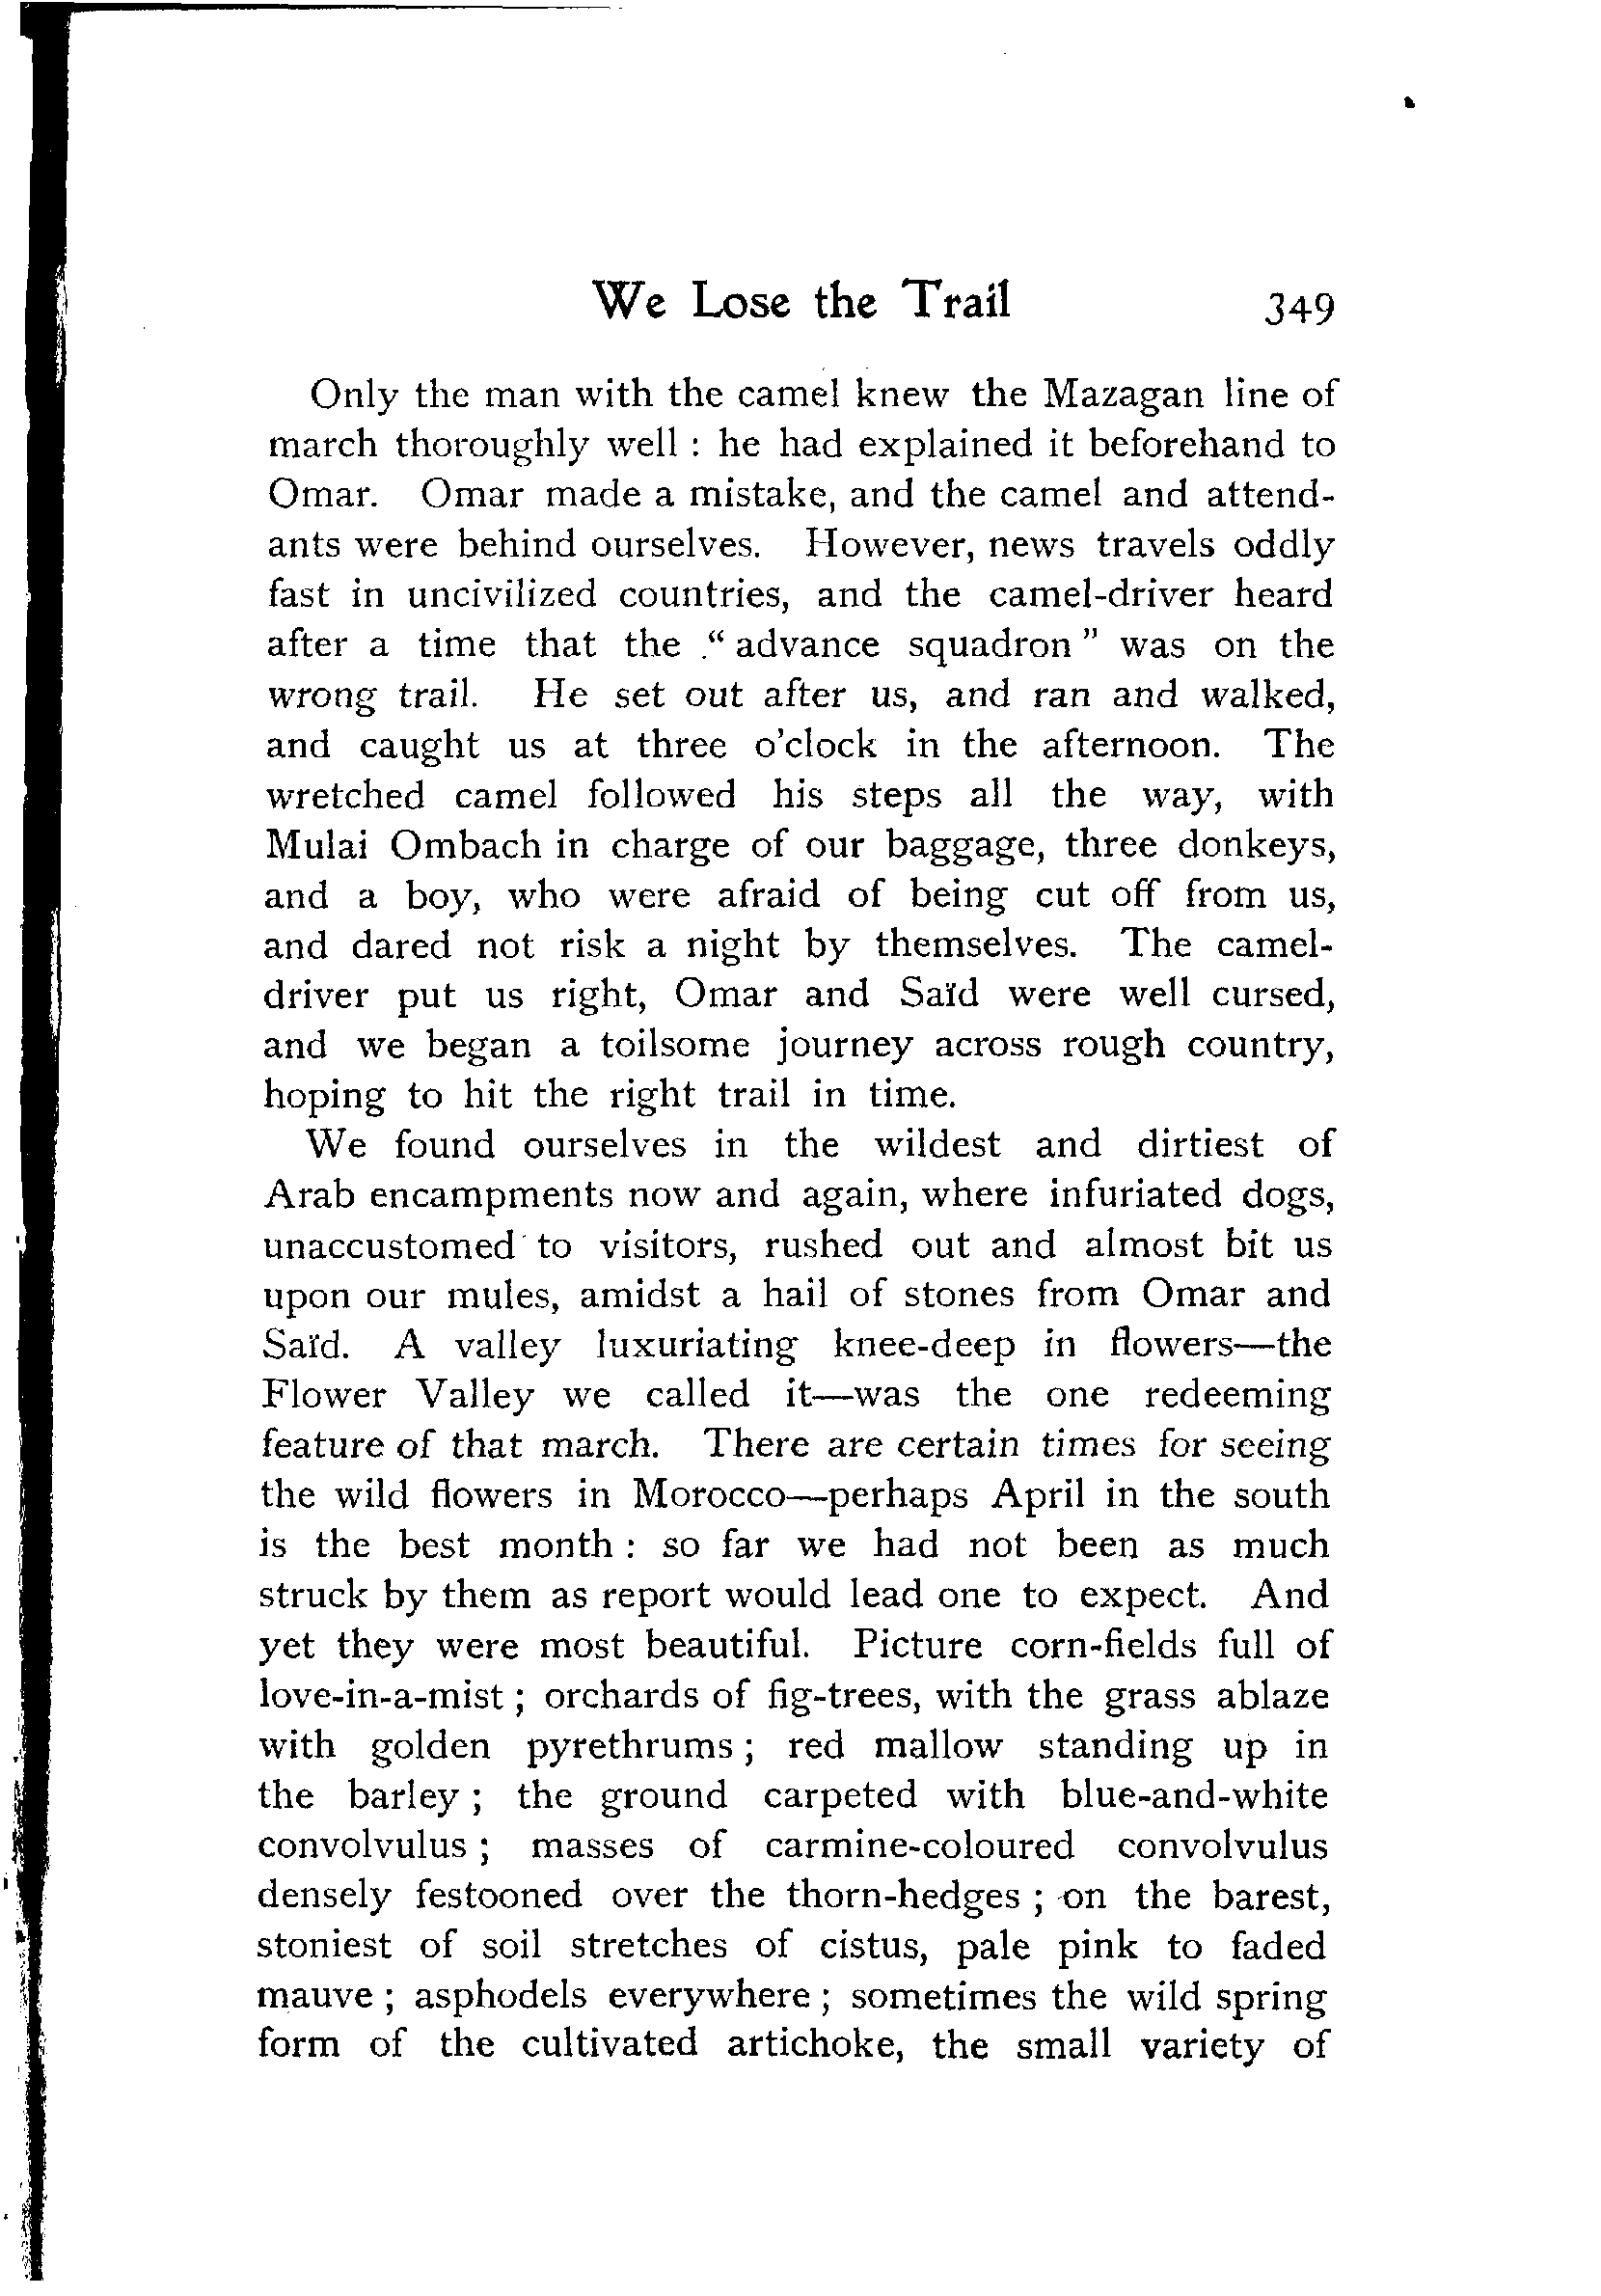 We Lose the Trail 349
Only the man with the camel knew the Mazagan line of
march thoroughly well : he had explained it beforehand to
Omar. Omar made a mistake, and the camel and attend-
ants were behind ourselves. However, news travels oddly
fast in uncivilized countries, and the camel-driver heard
after a time that the “ advance squadron ” was on the
wrong trail. He set out after us, and ran and walked,
and caught us at three o’clock in the afternoon. The
wretched camel followed his steps all the way, with
Mulai Ombach in charge of our baggage, three donkeys,
and a boy, who were afraid of being cut off from us,
and dared not risk a night by themselves. The camel-
driver put us right, Omar and Saïd were well cursed,
and we began a toilsome journey across rough country,
hoping to hit the right trail in time.
We found ourselves in the wildest and dirtiest of
Arab encampments now and again, where infuriated dogs,
unaccustomed to visitors, rushed out and almost bit us
upon our mules, amidst a hail of stones from Omar and
Saïd. A valley luxuriating knee-deep in flowers—the
Flower Valley we called it—was the one redeeming
feature of that march. There are certain times for seeing
the wild flowers in Morocco—perhaps April in the south
is the best month : so far we had not been as much
struck by them as report would lead one to expect. And
yet they were most beautiful. Picture corn-fields full of
love-in-a-mist ; orchards of fig-trees, with the grass ablaze
with golden pyrethrums ; red mallow standing up in
the barley ; the ground carpeted with blue-and-white
convolvulus ; masses of carmine-coloured convolvulus
densely festooned over the thorn-hedges ; on the barest,
stoniest of soil stretches of cistus, pale pink to faded
mauve ; asphodels everywhere ; sometimes the wild spring
form of the cultivated artichoke, the small variety of